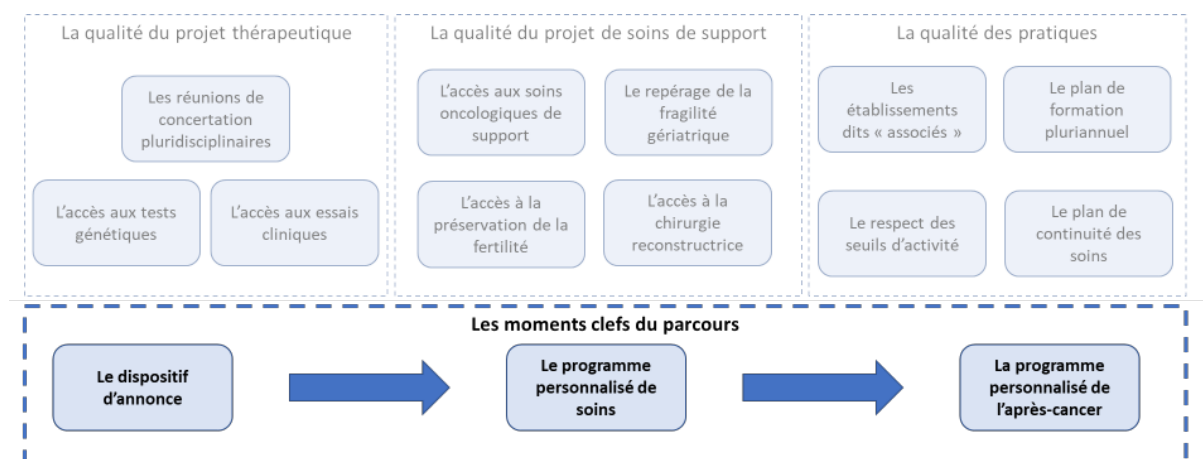 La qualité du projet thérapeutique
Les réunions de
concertation
pluridisciplinaires
L'accès aux tests
génétiques
L'accès aux essais
cliniques
La qualité du projet de soins de support
L'accès aux soins
oncologiques de
support
Le repérage de la
fragilité
gériatrique
L'accès à la
préservation de la
fertilité
L'accès à la
chirurgie
reconstructrice
La qualité des pratiques
Les
établissements
dits « associés »
Le plan de
formation
pluriannuel
Le respect des
seuils d'activité
Le plan de
continuité des
soins
Les moments clefs du parcours
Le dispositif
d'annonce
Le programme
personnalisé de
soins
La programme
personnalisé de
l'après-cancer